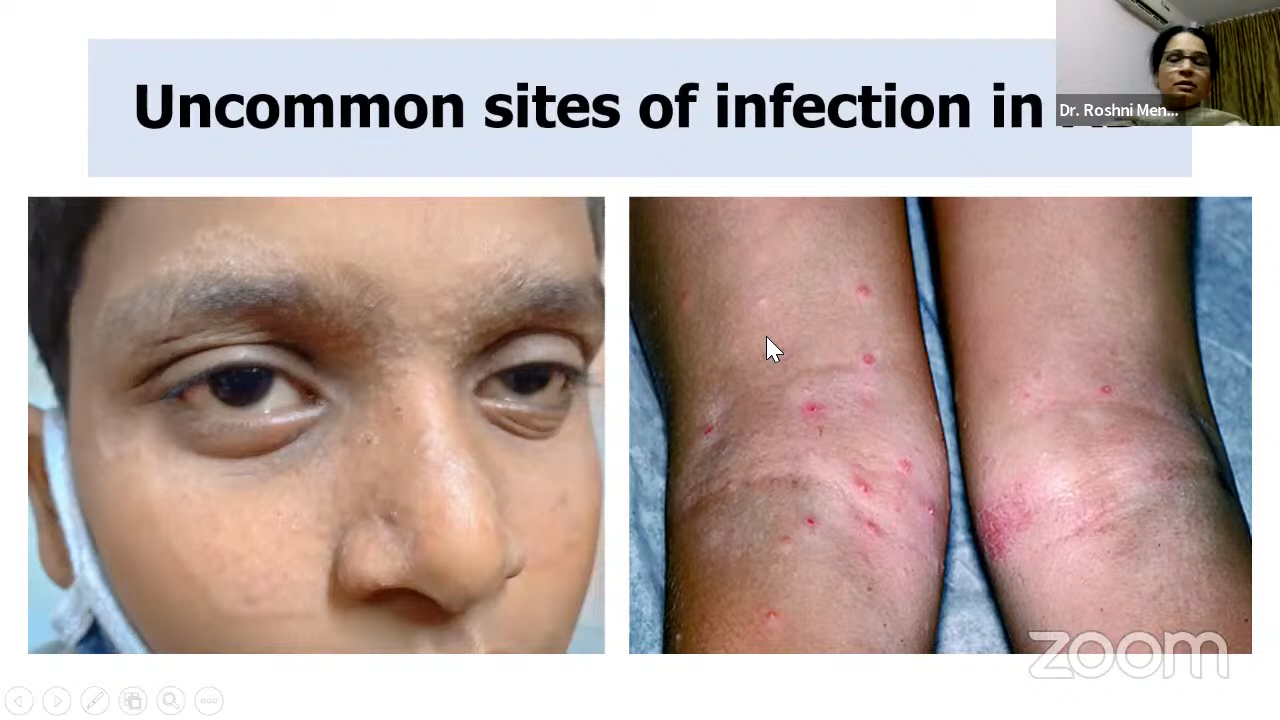 Uncommon sites of infection in
Dr. Roshni Men...
zoom